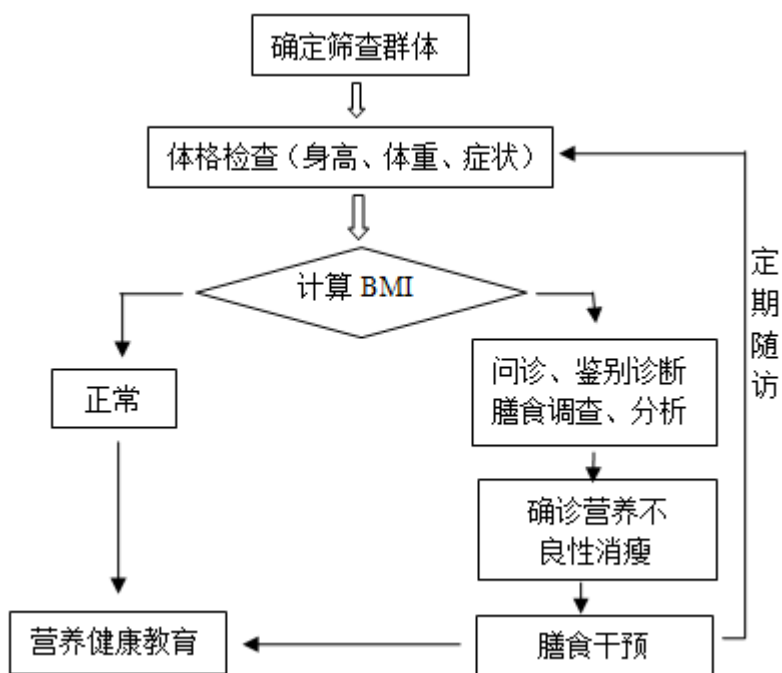 确定筛查群体
体格检查（身高、体重、症状）
计算 BMI
正常
问诊、鉴别诊断
膳食调查、分析
确诊营养不
良性消瘦
膳食干预
营养健康教育
定期随访